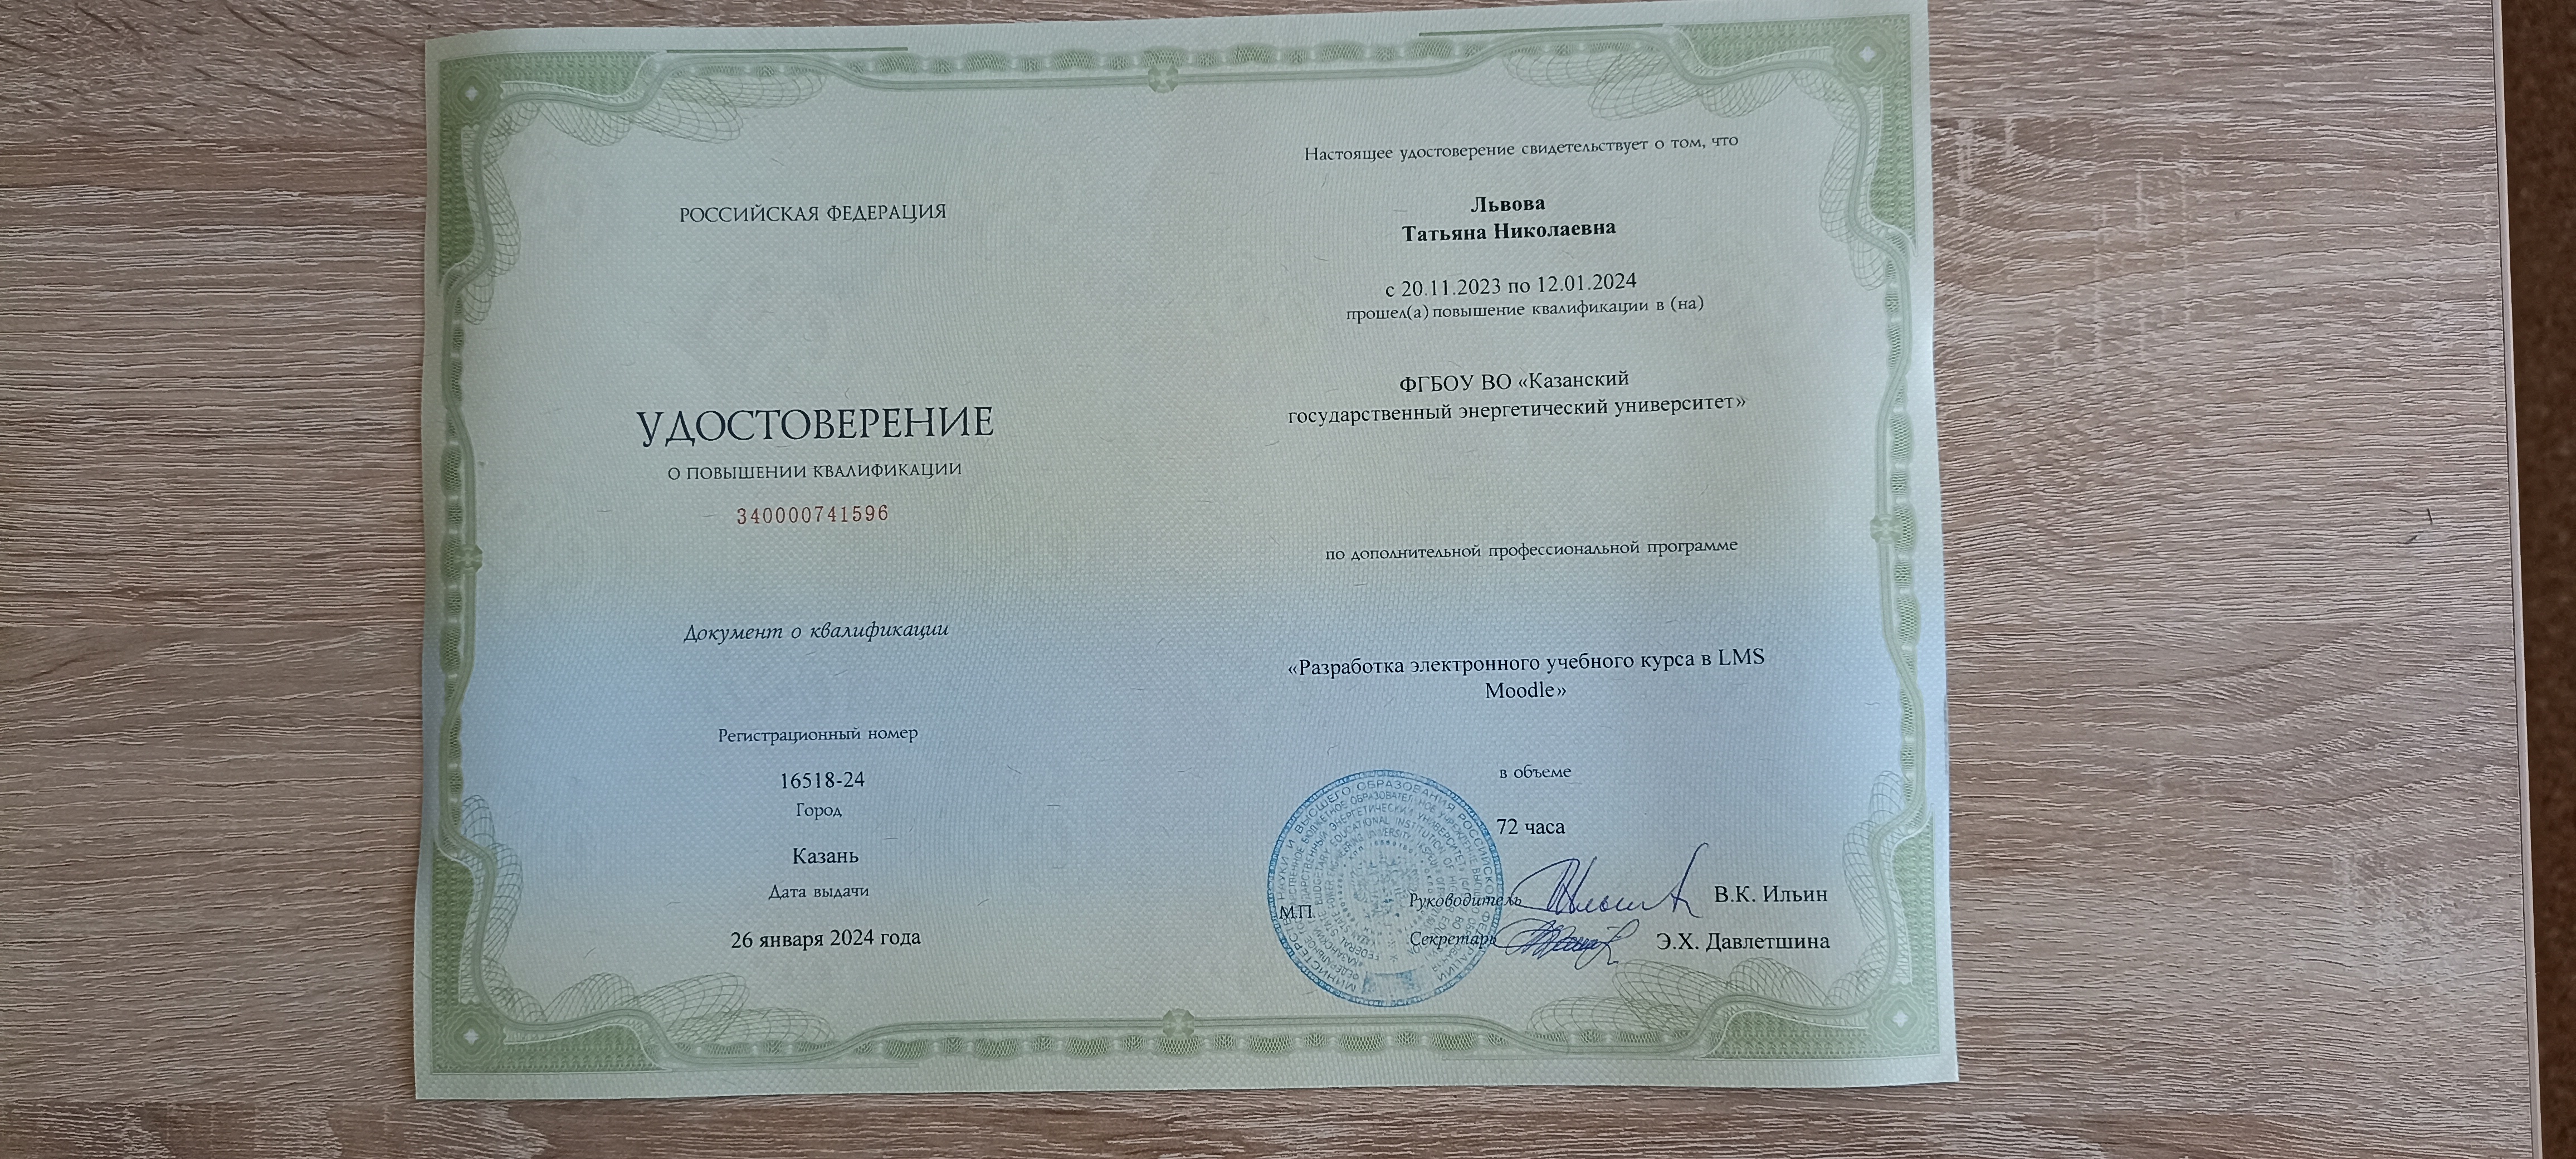 РОССИЙСКАЯ ФЕДЕРАЦИЯ
УДОСТОВЕРЕНИЕ
О ПОВЫШЕНИИ КВАЛИФИКАЦИИ
340000741596
Документ о квалификации
Регистрационный номер
16518-24
Город
Казань
Дата выдачи
26 января 2024 года
Настоящее удостоверение свидетельствует о том, что
Львова
Татьяна Николаевна
с 20.11.2023 по 12.01.2024
прошел(а) повышение квалификации в (на)
ФГБОУ ВО «Казанский
государственный энергетический университет»
по дополнительной профессиональной программе
«Разработка электронного учебного курса в LMS
Moodle»
в объеме
72 часа
М.П.
Руководитель В.К. Ильин
Секретарь Э.Х. Давлетшина